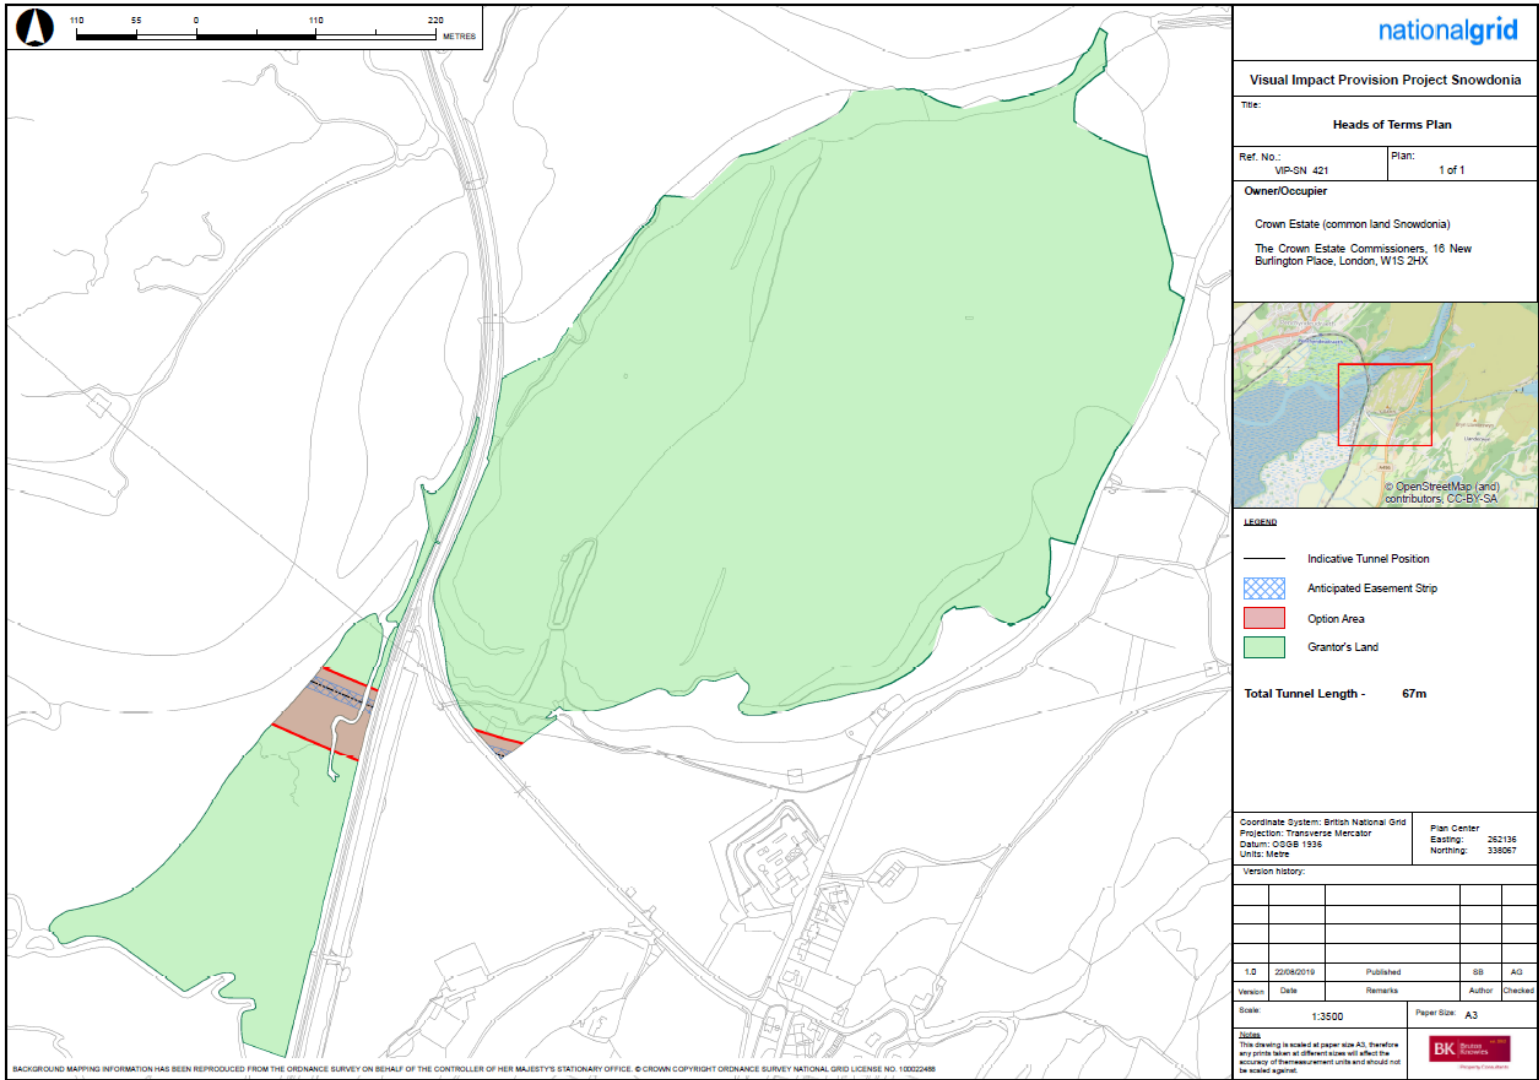 110 55 0 110 220
METRES
nationalgrid
Visual Impact Provision Project Snowdonia
Title:
Heads of Terms Plan
Ref. No.:
VIP-SN 421
Plan:
1 of 1
Owner/Occupier
Crown Estate (common land Snowdonia)
The Crown Estate Commissioners, 16 New
Burlington Place, London, W1S 2HX
© OpenStreetMap (and)
contributors, CC-BY-SA
LEGEND
Indicative Tunnel Position
Anticipated Easement Strip
Option Area
Grantor's Land
Total Tunnel Length - 67m
Coordinate System: British National Grid
Projection: Transverse Mercator
Datum: OSGB 1936
Units: Metre
Plan Center
Easting: 262136
Northing: 338067
Version history:
1.0 22/08/2019 Published SB AG
Version Date Remarks Author Checked
Scale:
1:3500
Paper Size: A3
Notes
This drawing is scaled at paper size A3, therefore
any prints taken at different sizes will affect the
accuracy of themeasurement units and should not
be scaled against.
BK Bruton
Knowles
Property Consultants
BACKGROUND MAPPING INFORMATION HAS BEEN REPRODUCED FROM THE ORDNANCE SURVEY ON BEHALF OF THE CONTROLLER OF HER MAJESTY'S STATIONARY OFFICE. © CROWN COPYRIGHT ORDNANCE SURVEY NATIONAL GRID LICENSE NO. 100022488